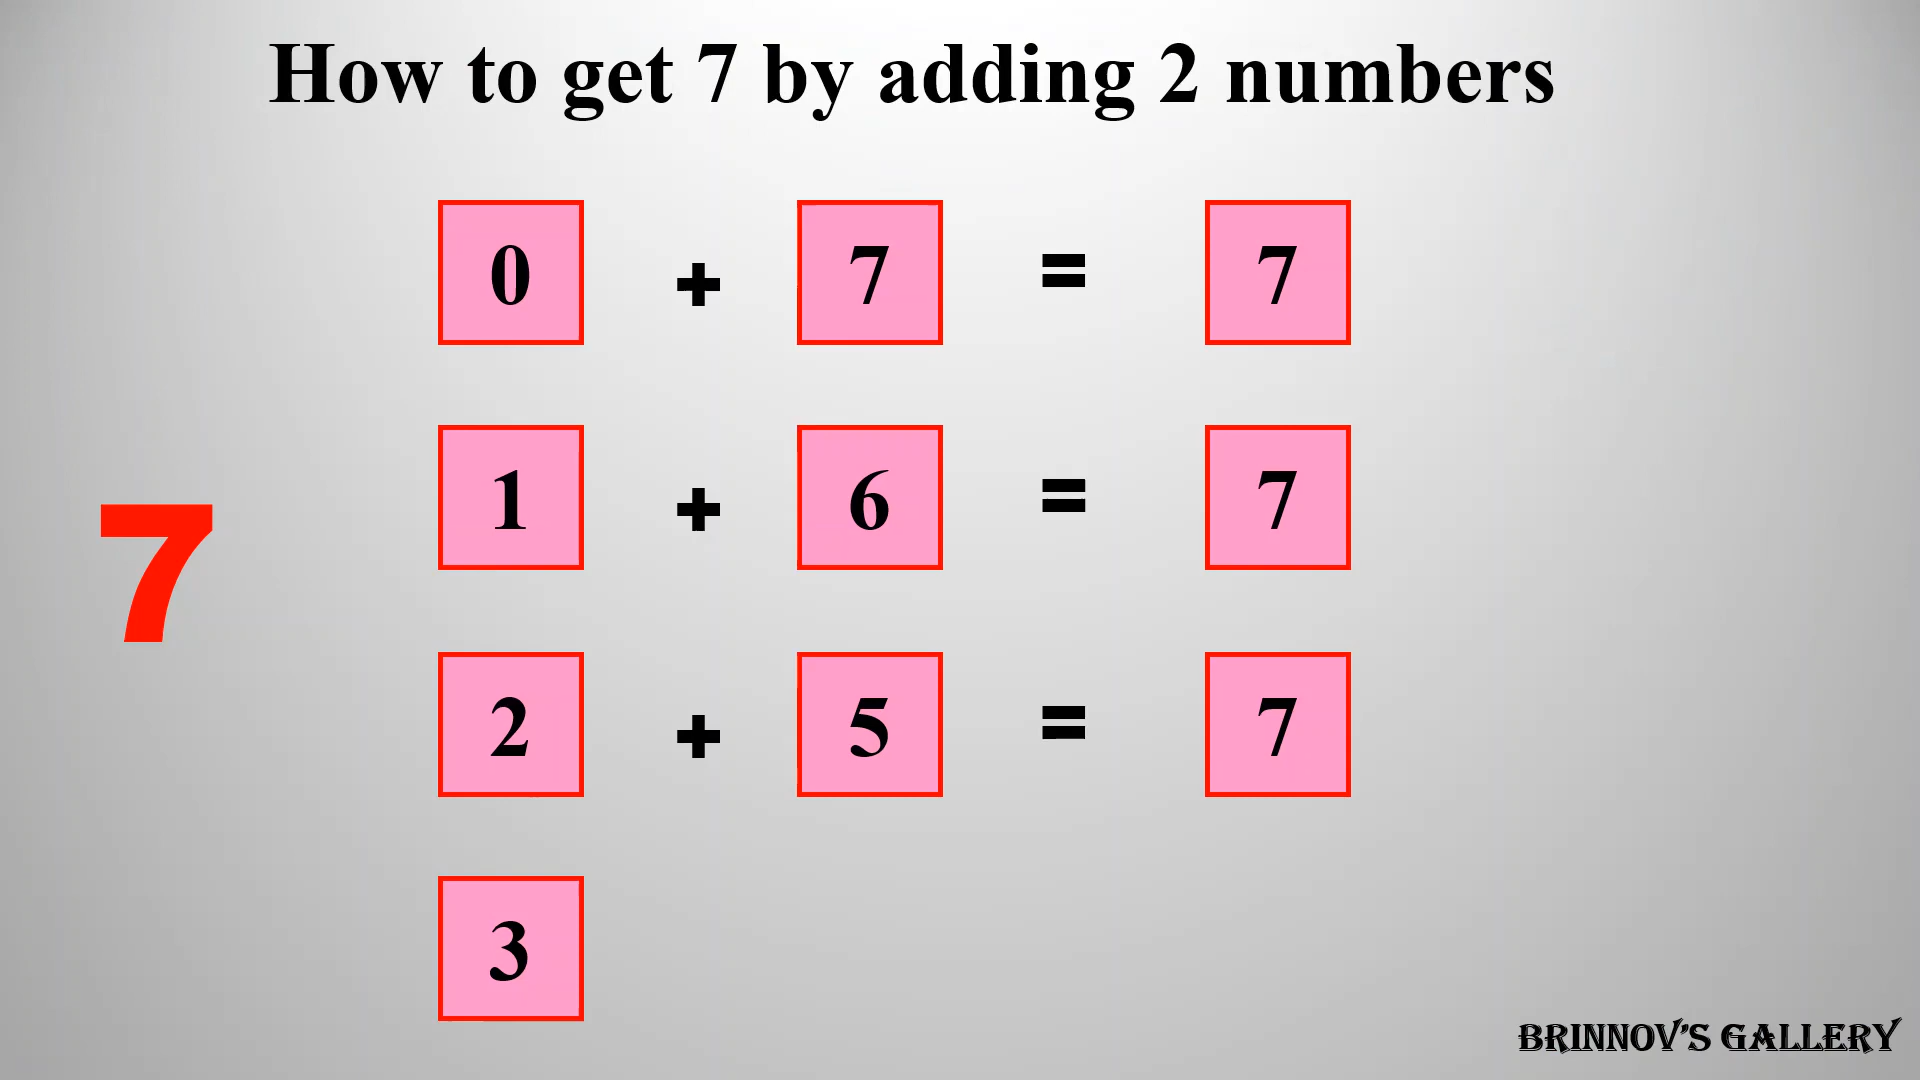 How to get 7 by adding 2 numbers
0 + 7 = 7
1 + 6 = 7
7
2 + 5 = 7
3
BRINNOV'S GALLERY